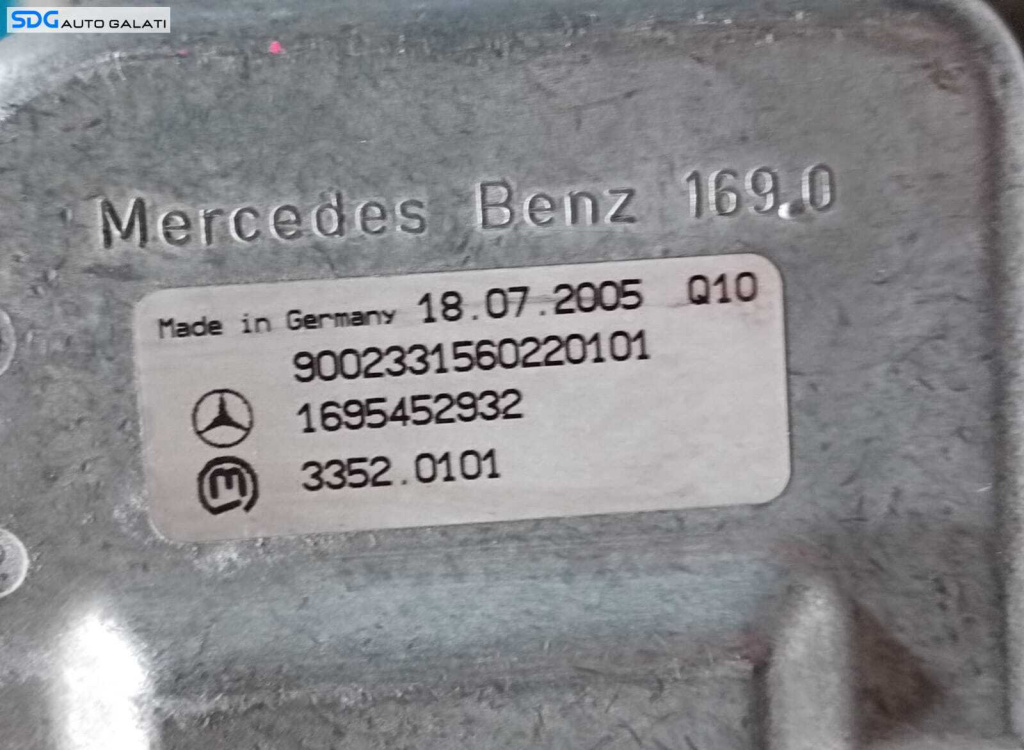 SDG AUTO GALATI
Mercedes Benz 169.0
Made in Germany 18.07.2005 Q10
9002331560220101
1695452932
3352.0101